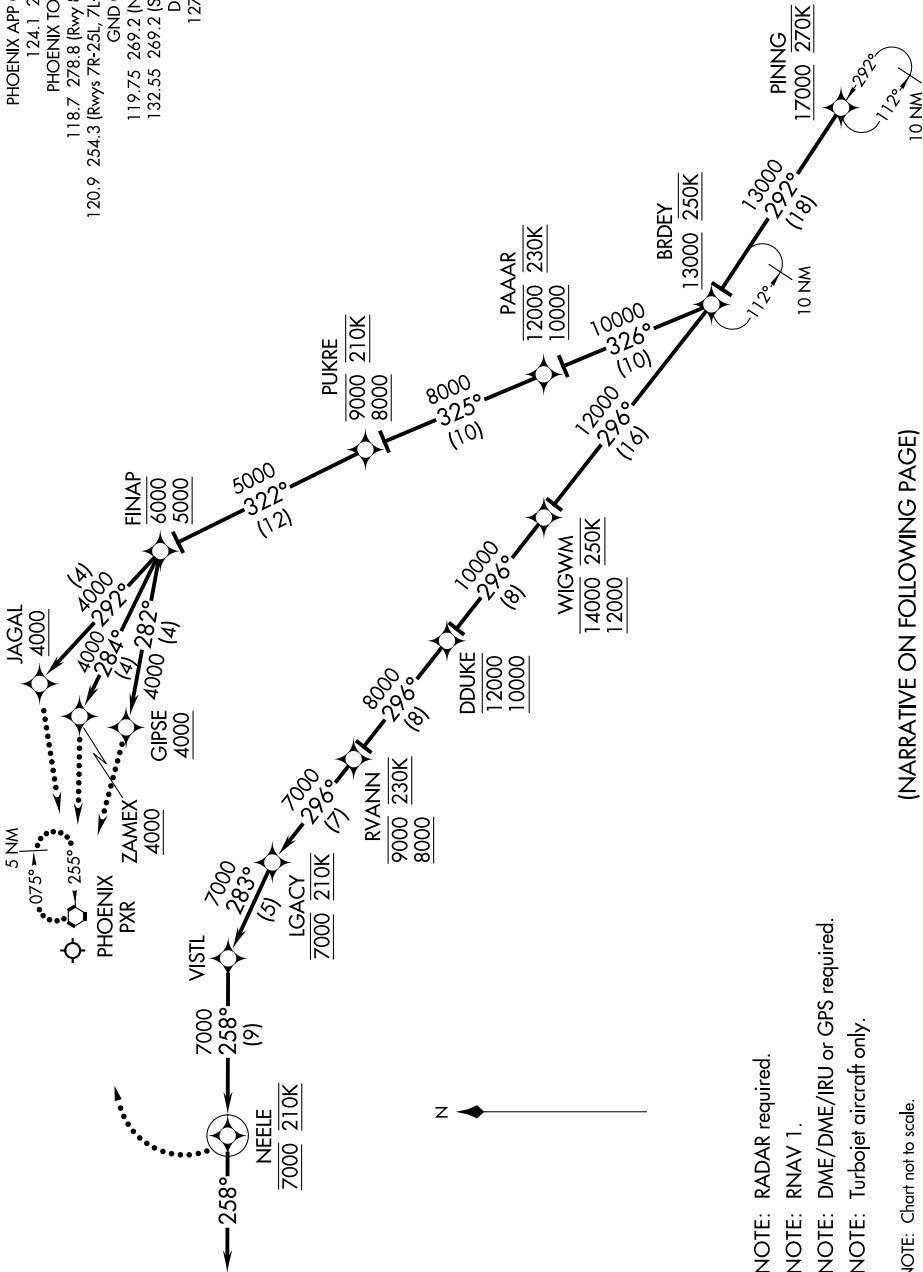 PHOENIX APP
124.1 2
PHOENIX TO
118.7 278.8 (Rwy 8
120.9 254.3 (Rwys 7R-25L, 7L
GND
119.75 269.2 (N
132.55 269.2 (S
D
127
5 NM
075°
255°
PHOENIX
PXR
JAGAL
4000
ZAMEX
4000
GIPSE
4000
(4)
4000
292°
4000
284°
(4)
4000
282°
(4)
FINAP
6000
5000
5000
322°
(12)
PUKRE
9000 210K
8000
8000
325°
(10)
PAAAR
12000 230K
10000
10000
326°
(10)
BRDEY
13000 250K
112°
10 NM
13000
292°
(18)
PINNG
17000 270K
292°
112°
10 NM
12000
296°
(16)
WIGWM
14000 250K
12000
10000
296°
(8)
DDUKE
12000
10000
8000
296°
(8)
RVANN
9000 230K
8000
7000
296°
(7)
LGACY
7000 210K
7000
283°
(5)
VISTL
7000
258°
(9)
NEELE
7000 210K
258°
N
NOTE: RADAR required.
NOTE: RNAV 1.
NOTE: DME/DME/IRU or GPS required.
NOTE: Turbojet aircraft only.
NOTE: Chart not to scale.
(NARRATIVE ON FOLLOWING PAGE)